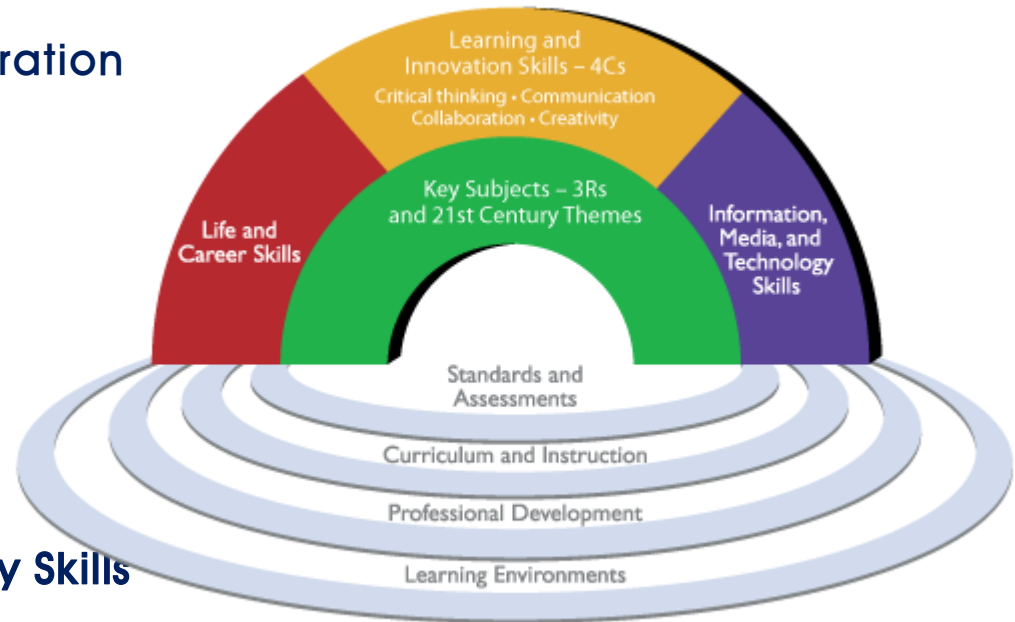 ration
Learning and
Innovation Skills – 4Cs
Critical thinking • Communication
Collaboration • Creativity
Key Subjects – 3Rs
and 21st Century Themes
Life and
Career Skills
Information,
Media, and
Technology
Skills
Standards and
Assessments
Curriculum and Instruction
Professional Development
y Skills
Learning Environments